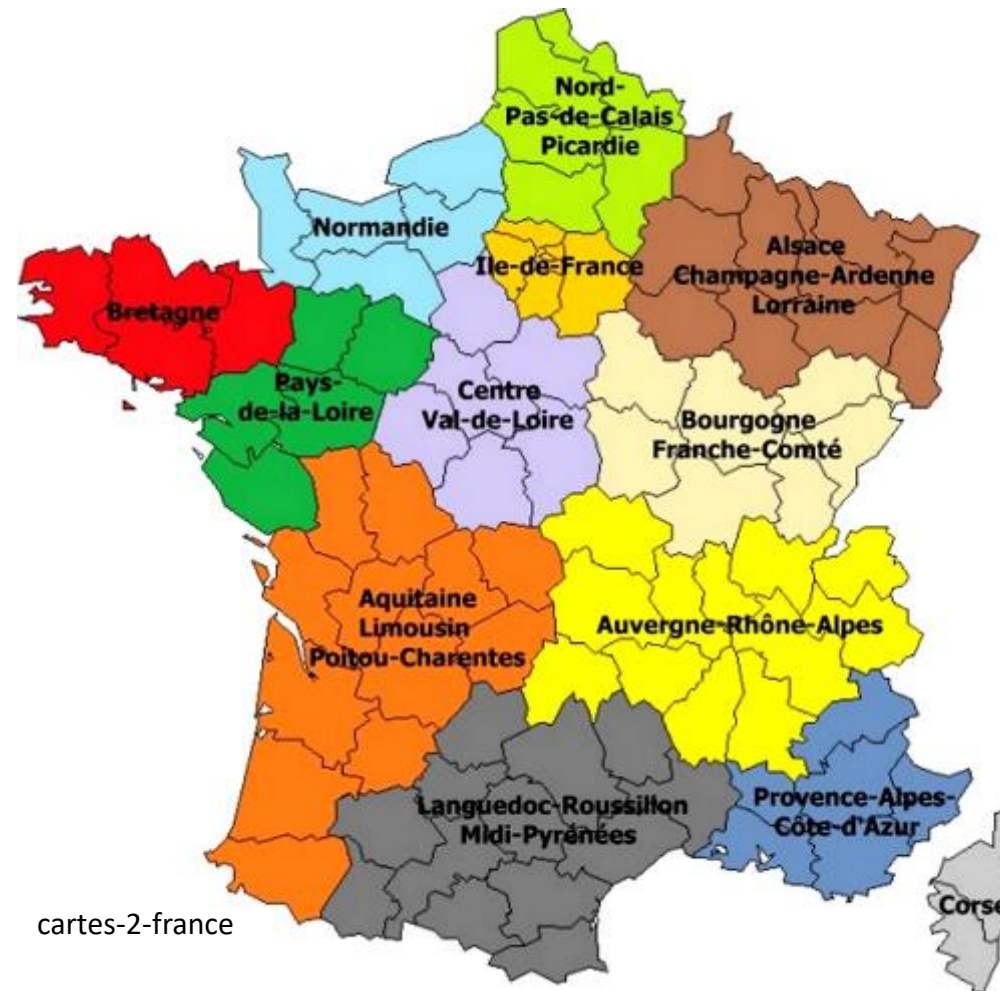 Nord-
Pas-de-Calais
Picardie
Normandie
Ile-de-France
Alsace
Champagne-Ardenne
Lorraine
Bretagne
Pays-
de-la-Loire
Centre
Val-de-Loire
Bourgogne
Franche-Comté
Aquitaine
Limousin
Poitou-Charentes
Auvergne-Rhône-Alpes
Languedoc-Roussillon
Midi-Pyrénées
Provence-Alpes-
Côte-d'Azur
Corse
cartes-2-france